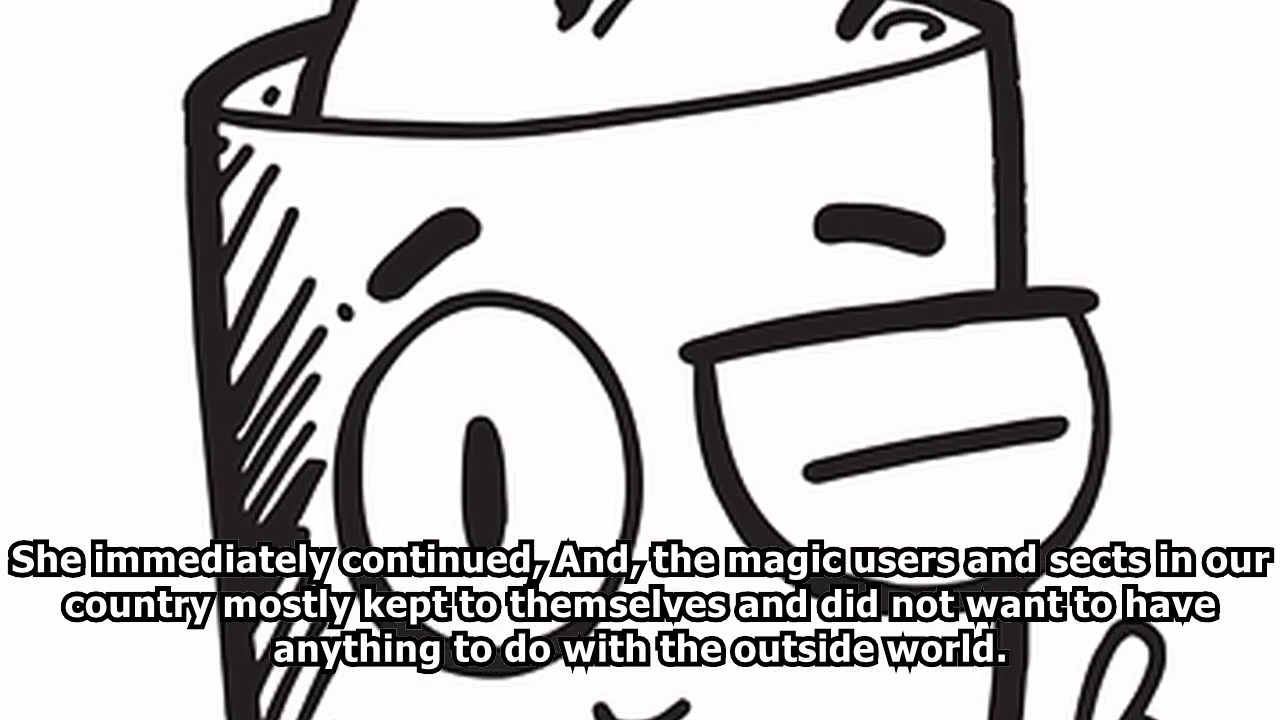 She immediately continued, And, the magic users and sects in our
country mostly kept to themselves and did not want to have
anything to do with the outside world.